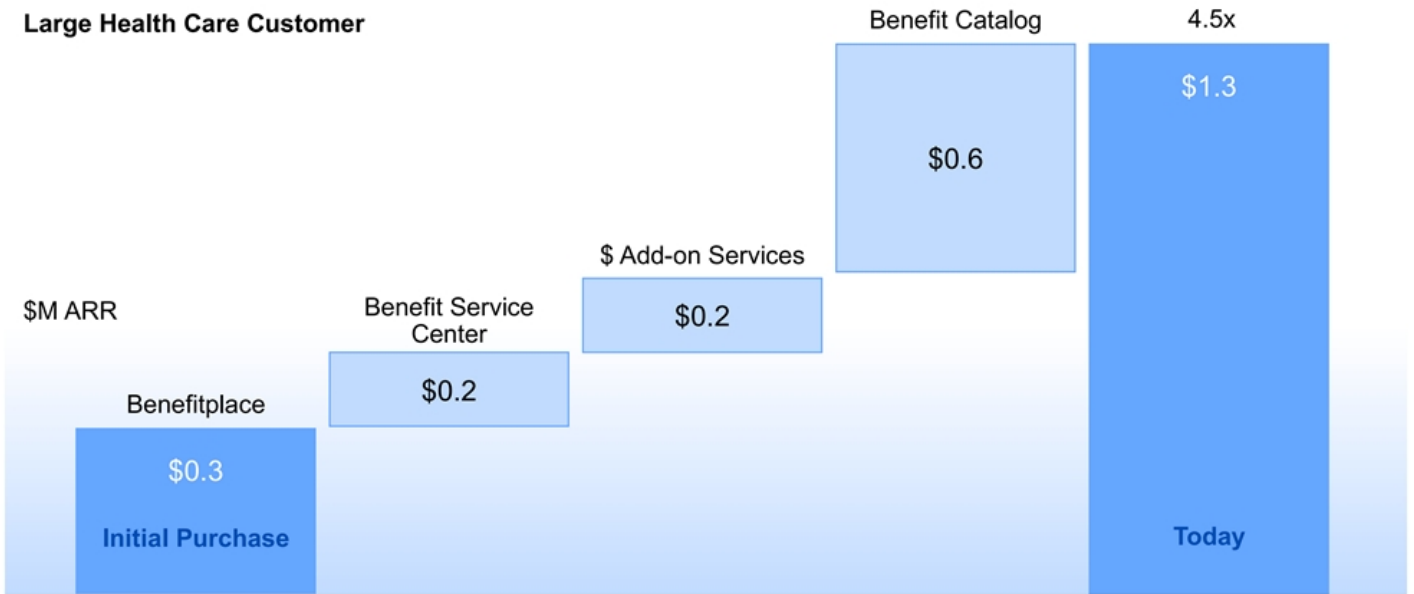 Large Health Care Customer
Benefit Catalog
4.5x
$1.3
$0.6
$ Add-on Services
$0.2
$M ARR
Benefit Service
Center
$0.2
Benefitplace
$0.3
Initial Purchase
Today